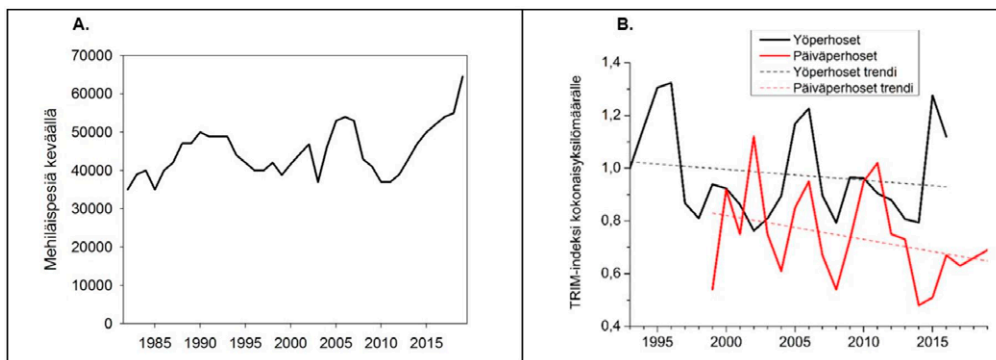 A.
70000
60000
50000
40000
30000
20000
10000
0
Mehiläispesiä keväällä
1985 1990 1995 2000 2005 2010 2015
B.
Yöperhoset
Päiväperhoset
Yöperhoset trendi
Päiväperhoset trendi
1,4
1,2
1,0
0,8
0,6
0,4
TRIM-indeksi kokonaisyksilömäärälle
1995 2000 2005 2010 2015